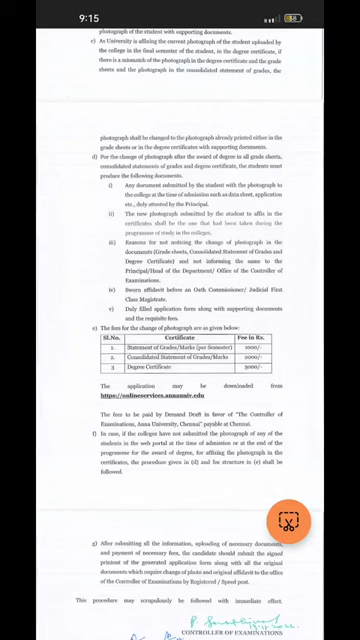 9:15
58
photograph of the student with supporting documents.
c) As University is affixing the current photograph of the student uploaded by
the college in the final semester of the student, in the degree certificate, if
there is a mismatch of the photograph in the degree certificate and the grade
sheets and the photograph in the consolidated statement of grades, the
photograph shall be changed to the photograph already printed either in the
grade sheets or in the degree certificates with supporting documents.
d) For the change of photograph after the award of degree in all grade sheets,
consolidated statements of grades and degree certificate, the students must
produce the following documents.
i) Any document submitted by the student with the photograph to
the college at the time of admission such as data sheet, application
etc., duly attested by the Principal.
ii) The new photograph submitted by the student to affix in the
certificates shall be the one that had been taken during the
programme of study in the colleges.
iii) Reasons for not noticing the change of photograph in the
documents (Grade sheets, Consolidated Statement of Grades and
Degree Certificate) and not informing the same to the
Principal/Head of the Department/ Office of the Controller of
Examinations.
iv) Sworn affidavit before an Oath Commissioner/ Judicial First
Class Magistrate.
v) Duly filled application along with supporting documents and
the requisite fees.
e) The fees for the change of photograph are as given below:
Sl.No. Certificate Fee in Rs.
1. Statement of Grades/Marks (per Semester) 1000/-
2. Consolidated Statement of Grades/Marks 2000/-
3 Degree Certificate 3000/-
The application may be downloaded from
https://onlineservices.annauniv.edu
The fees to be paid by Demand Draft in favor of "The Controller of
Examinations, Anna University, Chennai" payable at Chennai.
f) In case, if the colleges have not submitted the photograph of any of the
students in the web portal at the time of admission or at the end of the
programme for the award of degree, for affixing the photograph in the
certificates, the procedure given in (d) and fee structure in (e) shall be
followed.
g) After submitting all the information, uploading of necessary documents,
and payment of necessary fees, the candidate should submit the signed
printout of the generated application form along with all the original
documents which require change of photo and original affidavit to the office
of the Controller of Examinations by Registered / Speed post.
This procedure may scrupulously be followed with immediate effect.
CONTROLLER OF EXAMINATIONS